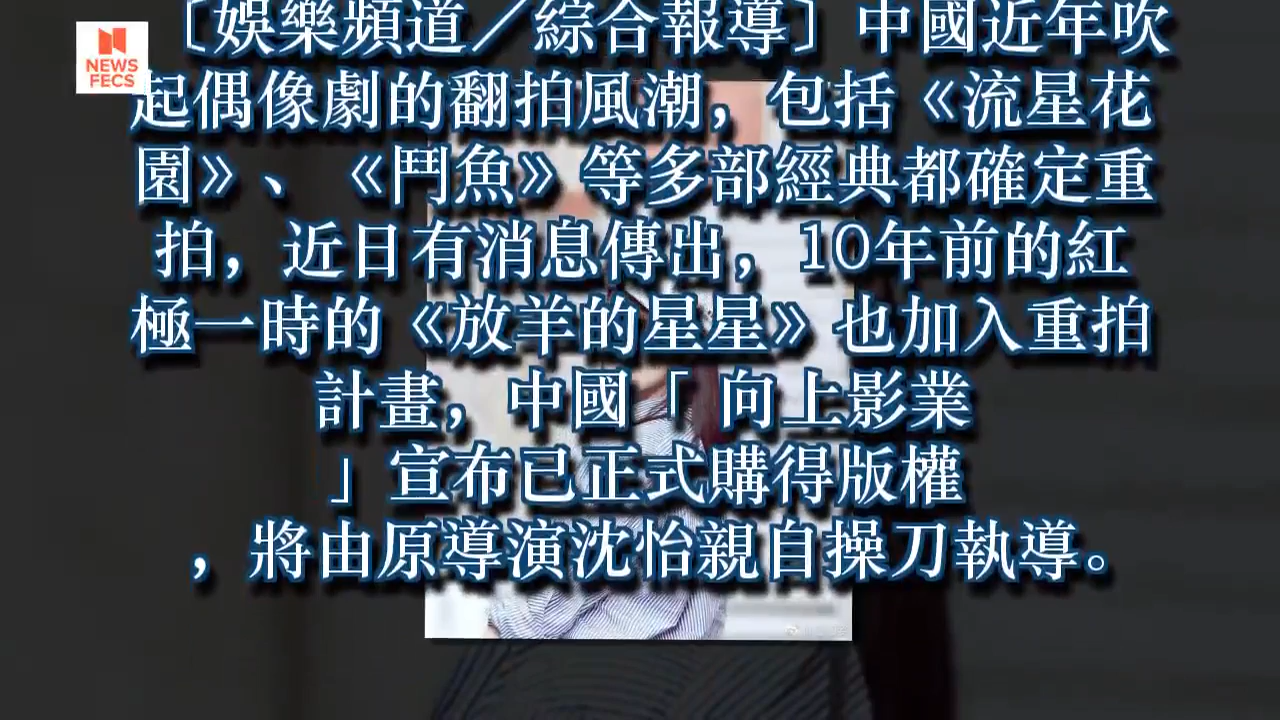 NEWS
FECS
〔娛樂頻道／綜合報導〕中國近年吹
起偶像劇的翻拍風潮，包括《流星花
園》、《鬥魚》等多部經典都確定重
拍，近日有消息傳出，10年前的紅
極一時的《放羊的星星》也加入重拍
計畫，中國「 向上影業
」宣布已正式購得版權
，將由原導演沈怡親自操刀執導。